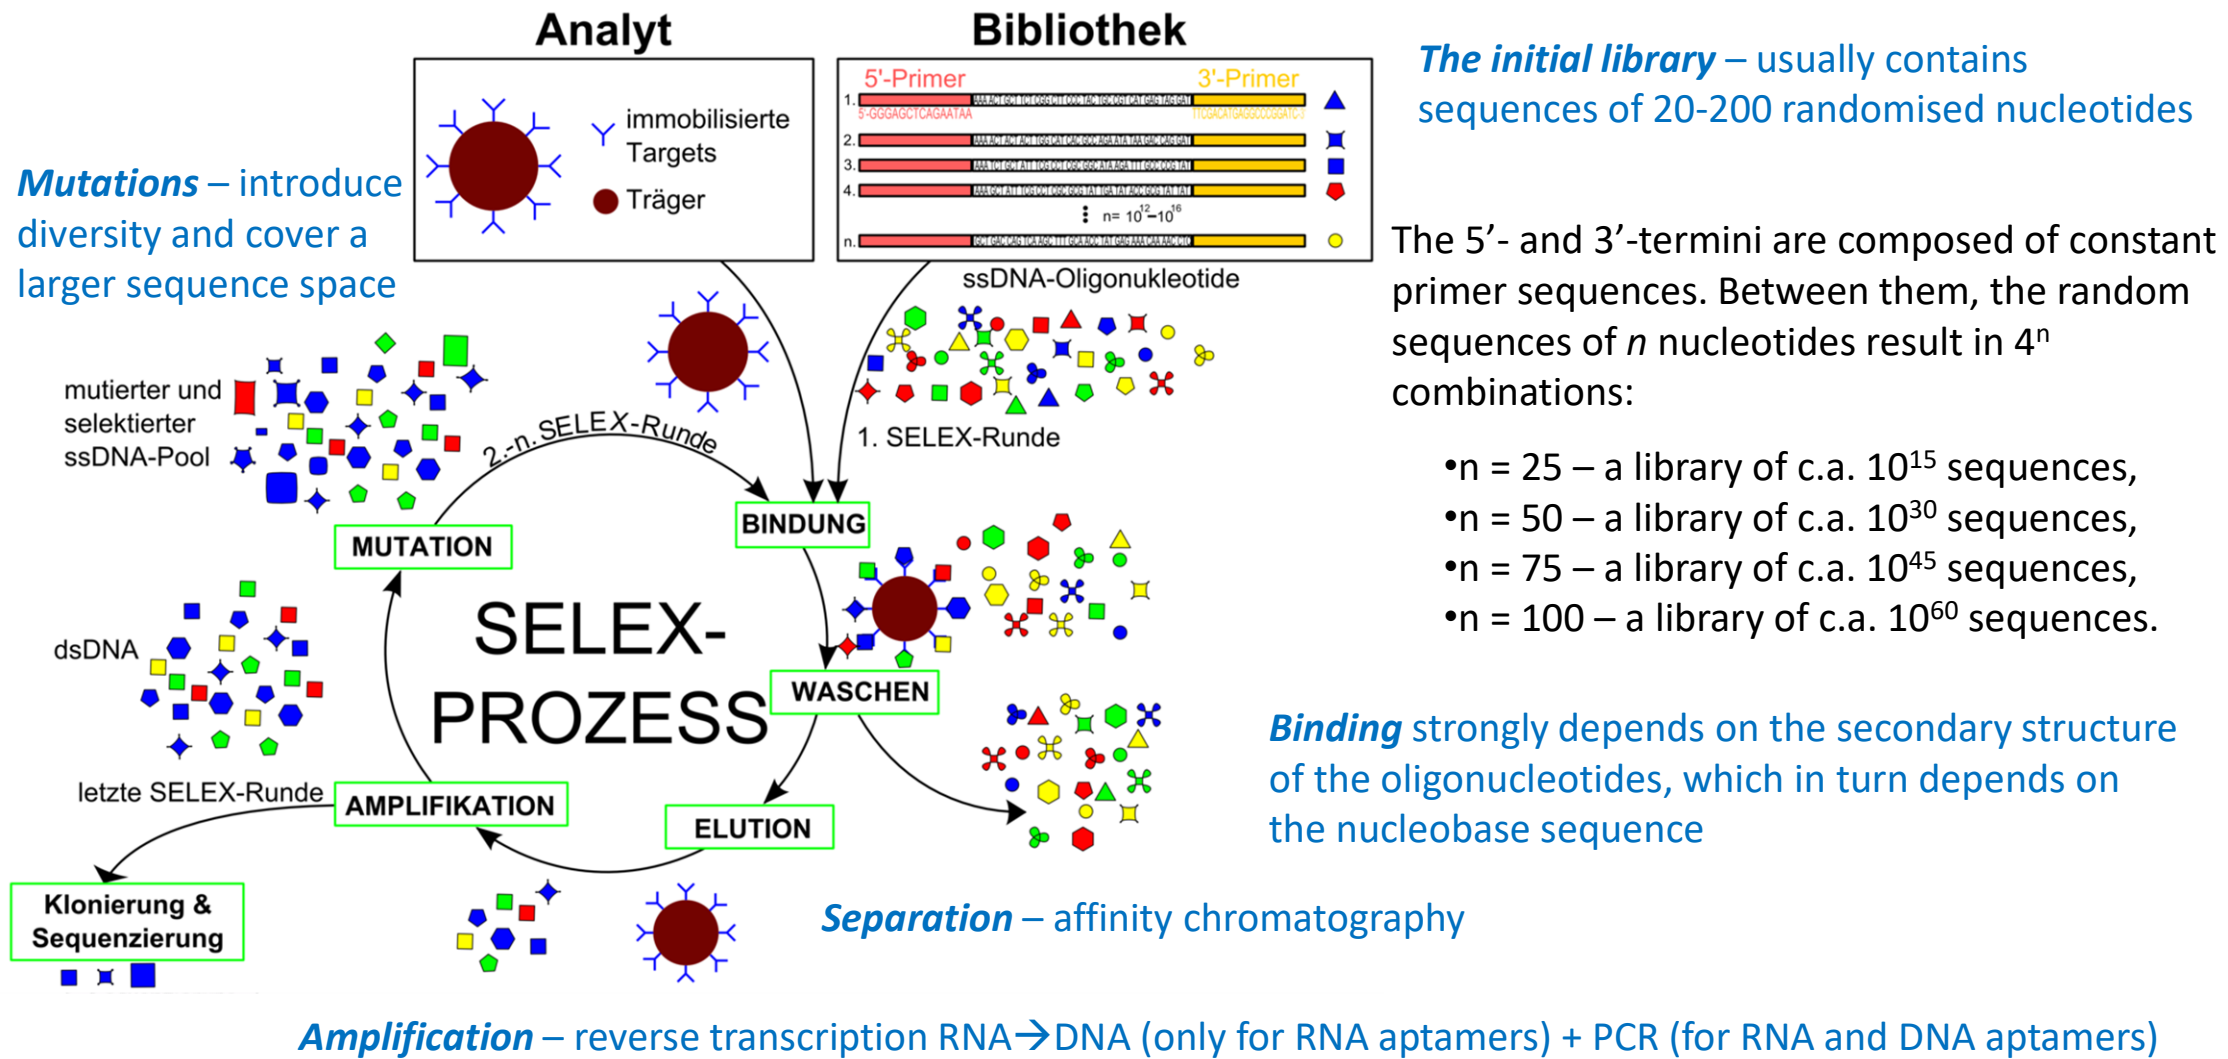 Analyt
Bibliothek
immobilisierte
Targets
Träger
5'-Primer
3'-Primer
1.
5'-GGGAGCTCAGAATAA
2.
3.
4.
n= 10¹²–10¹⁶
n.
The initial library – usually contains
sequences of 20-200 randomised nucleotides
Mutations – introduce
diversity and cover a
larger sequence space
The 5’- and 3’-termini are composed of constant
primer sequences. Between them, the random
sequences of n nucleotides result in 4ⁿ
combinations:
•n = 25 – a library of c.a. 10¹⁵ sequences,
•n = 50 – a library of c.a. 10³⁰ sequences,
•n = 75 – a library of c.a. 10⁴⁵ sequences,
•n = 100 – a library of c.a. 10⁶⁰ sequences.
ssDNA-Oligonukleotide
1. SELEX-Runde
mutierter und
selektierter
ssDNA-Pool
2.-n. SELEX-Runde
BINDUNG
MUTATION
SELEX-
PROZESS
dsDNA
WASCHEN
letzte SELEX-Runde
AMPLIFIKATION
ELUTION
Klonierung &
Sequenzierung
Binding strongly depends on the secondary structure
of the oligonucleotides, which in turn depends on
the nucleobase sequence
Separation – affinity chromatography
Amplification – reverse transcription RNA→DNA (only for RNA aptamers) + PCR (for RNA and DNA aptamers)